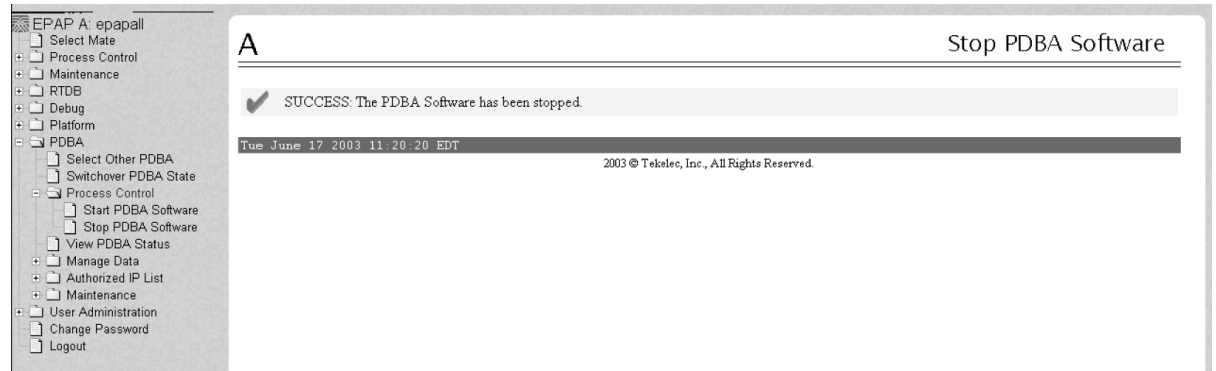 EPAP A: epapall
Select Mate
Process Control
Maintenance
RTDB
Debug
Platform
PDBA
Select Other PDBA
Switchover PDBA State
Process Control
Start PDBA Software
Stop PDBA Software
View PDBA Status
Manage Data
Authorized IP List
Maintenance
User Administration
Change Password
Logout
A
Stop PDBA Software
SUCCESS: The PDBA Software has been stopped.
Tue June 17 2003 11:20:20 EDT
2003 © Tekelec, Inc., All Rights Reserved.